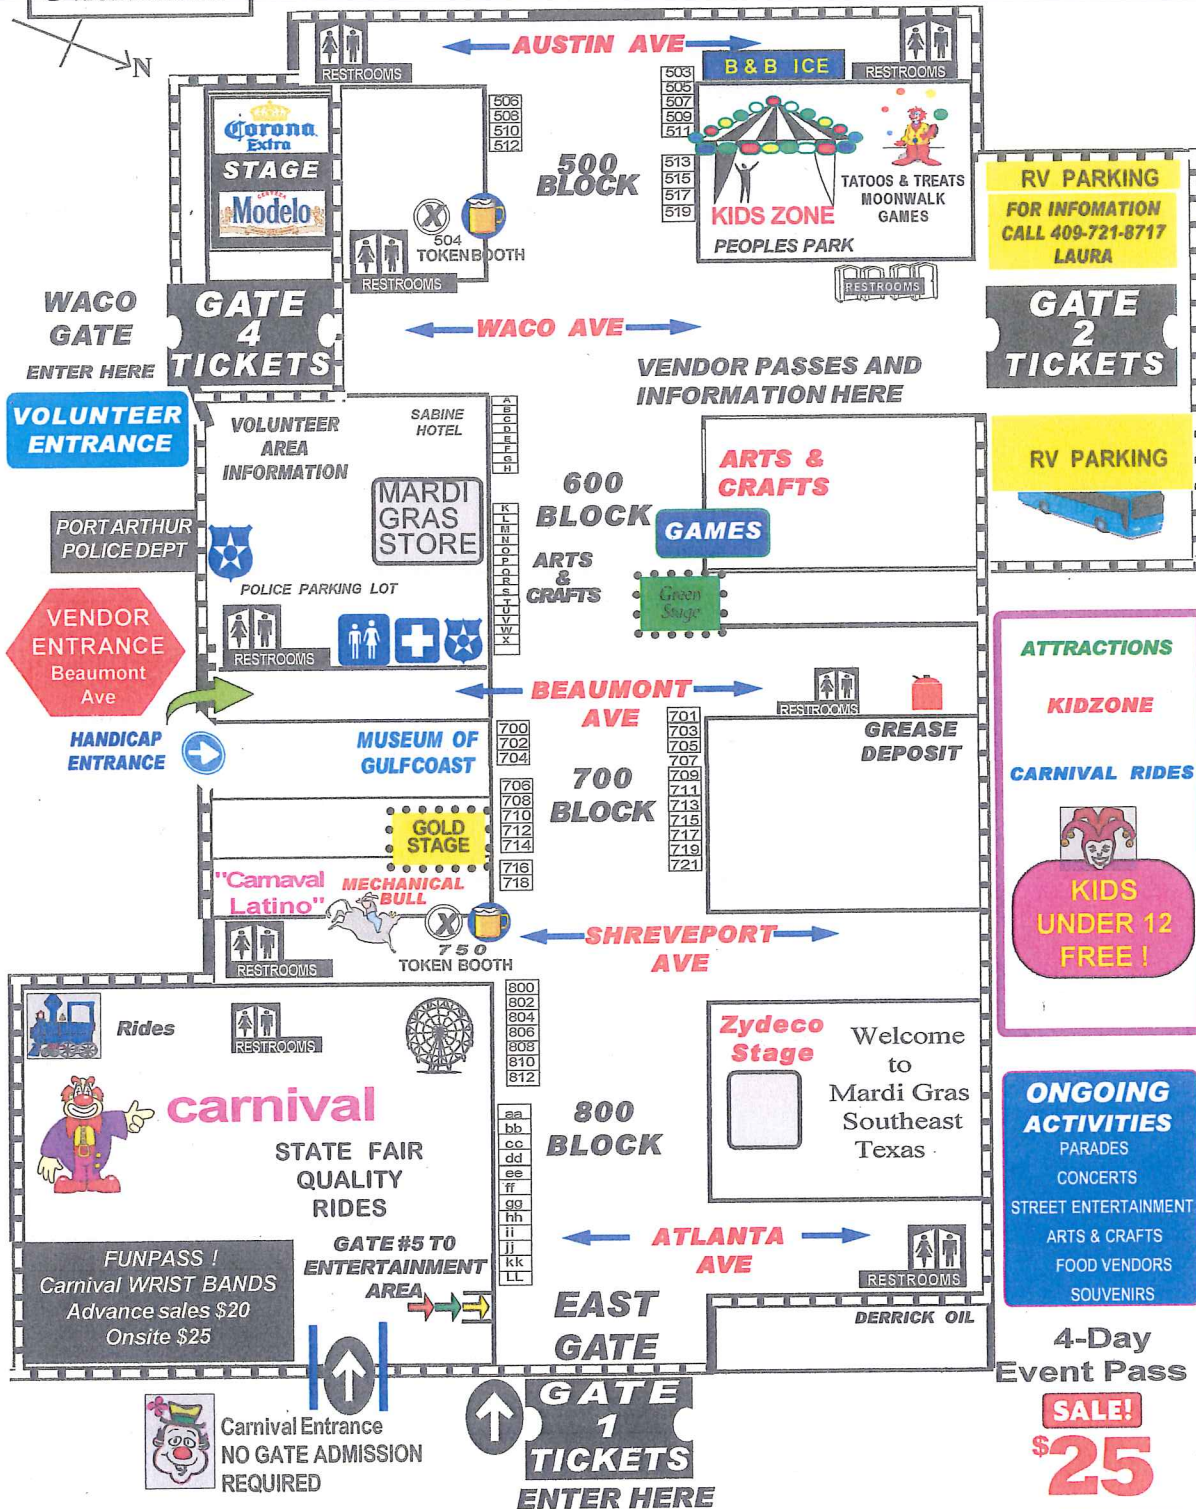 N
RESTROOMS
AUSTIN AVE
RESTROOMS
B & B ICE
Corona
Extra
STAGE
Modelo
506
508
510
512
503
505
507
509
511
513
515
517
519
500
BLOCK
X
504
TOKEN BOOTH
RESTROOMS
KIDS ZONE
TATOOS & TREATS
MOONWALK
GAMES
PEOPLES PARK
RESTROOMS
RV PARKING
FOR INFOMATION
CALL 409-721-8717
LAURA
WACO
GATE
ENTER HERE
GATE
4
TICKETS
WACO AVE
GATE
2
TICKETS
VENDOR PASSES AND
INFORMATION HERE
VOLUNTEER
ENTRANCE
VOLUNTEER
AREA
INFORMATION
SABINE
HOTEL
MARDI
GRAS
STORE
A
B
C
D
E
F
G
H
K
L
M
N
O
P
Q
R
S
T
U
V
W
X
600
BLOCK
ARTS
&
CRAFTS
ARTS &
CRAFTS
GAMES
Green
Stage
RV PARKING
PORT ARTHUR
POLICE DEPT
POLICE PARKING LOT
RESTROOMS
VENDOR
ENTRANCE
Beaumont
Ave
BEAUMONT
AVE
RESTROOMS
GREASE
DEPOSIT
HANDICAP
ENTRANCE
MUSEUM OF
GULFCOAST
700
702
704
706
708
710
712
714
716
718
700
BLOCK
701
703
705
707
709
711
713
715
717
719
721
GOLD
STAGE
"Carnaval
Latino"
MECHANICAL
BULL
X
750
TOKEN BOOTH
RESTROOMS
SHREVEPORT
AVE
ATTRACTIONS
KIDZONE
CARNIVAL RIDES
KIDS
UNDER 12
FREE !
Rides
RESTROOMS
carnival
STATE FAIR
QUALITY
RIDES
800
802
804
806
808
810
812
aa
bb
cc
dd
ee
ff
gg
hh
ii
jj
kk
LL
800
BLOCK
Zydeco
Stage
Welcome
to
Mardi Gras
Southeast
Texas
ONGOING
ACTIVITIES
PARADES
CONCERTS
STREET ENTERTAINMENT
ARTS & CRAFTS
FOOD VENDORS
SOUVENIRS
ATLANTA
AVE
RESTROOMS
FUNPASS !
Carnival WRIST BANDS
Advance sales $20
Onsite $25
GATE #5 TO
ENTERTAINMENT
AREA
EAST
GATE
DERRICK OIL
Carnival Entrance
NO GATE ADMISSION
REQUIRED
GATE
1
TICKETS
ENTER HERE
4-Day
Event Pass
SALE!
$25